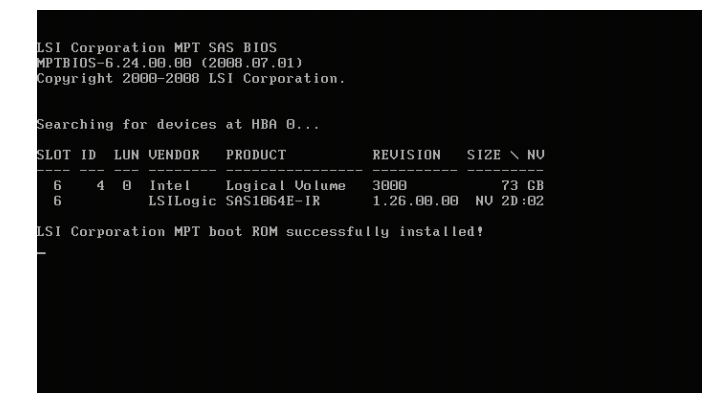 LSI Corporation MPT SAS BIOS
MPTBIOS-6.24.00.00 (2008.07.01)
Copyright 2000-2008 LSI Corporation.
Searching for devices at HBA 0...
SLOT ID LUN VENDOR PRODUCT REVISION SIZE \ NV
---- --- --- -------- ---------------- ---------- ---------
6 4 0 Intel Logical Volume 3000 73 GB
6 LSILogic SAS1064E-IR 1.26.00.00 NV 2D:02
LSI Corporation MPT boot ROM successfully installed!
_